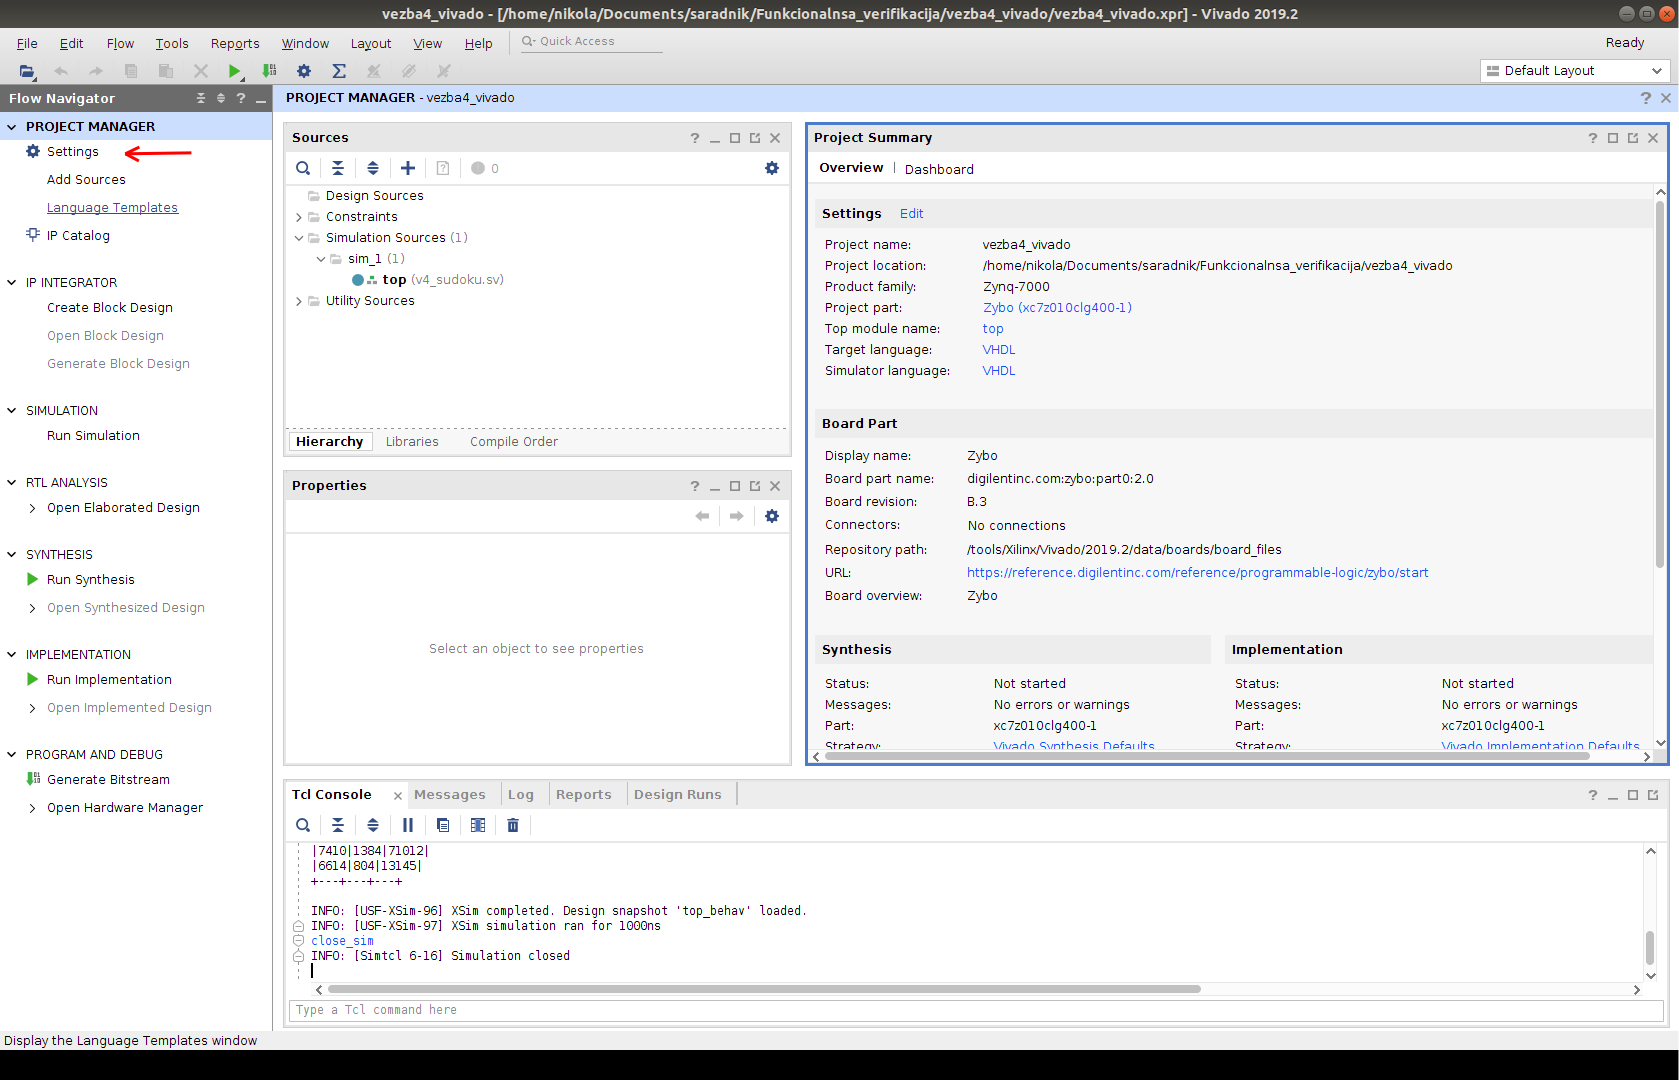 vezba4_vivado - [/home/nikola/Documents/saradnik/Funkcionalnsa_verifikacija/vezba4_vivado/vezba4_vivado.xpr] - Vivado 2019.2
File Edit Flow Tools Reports Window Layout View Help Quick Access Ready
Default Layout
Flow Navigator
PROJECT MANAGER - vezba4_vivado
PROJECT MANAGER
Settings
Add Sources
Language Templates
IP Catalog
IP INTEGRATOR
Create Block Design
Open Block Design
Generate Block Design
SIMULATION
Run Simulation
RTL ANALYSIS
Open Elaborated Design
SYNTHESIS
Run Synthesis
Open Synthesized Design
IMPLEMENTATION
Run Implementation
Open Implemented Design
PROGRAM AND DEBUG
Generate Bitstream
Open Hardware Manager
Sources
0
Design Sources
Constraints
Simulation Sources (1)
sim_1 (1)
top (v4_sudoku.sv)
Utility Sources
Hierarchy Libraries Compile Order
Properties
Select an object to see properties
Project Summary
Overview | Dashboard
Settings Edit
Project name: vezba4_vivado
Project location: /home/nikola/Documents/saradnik/Funkcionalnsa_verifikacija/vezba4_vivado
Product family: Zynq-7000
Project part: Zybo (xc7z010clg400-1)
Top module name: top
Target language: VHDL
Simulator language: VHDL
Board Part
Display name: Zybo
Board part name: digilentinc.com:zybo:part0:2.0
Board revision: B.3
Connectors: No connections
Repository path: /tools/Xilinx/Vivado/2019.2/data/boards/board_files
URL: https://reference.digilentinc.com/reference/programmable-logic/zybo/start
Board overview: Zybo
Synthesis
Status: Not started
Messages: No errors or warnings
Part: xc7z010clg400-1
Strategy: Vivado Synthesis Defaults
Implementation
Status: Not started
Messages: No errors or warnings
Part: xc7z010clg400-1
Strategy: Vivado Implementation Defaults
Tcl Console Messages Log Reports Design Runs
|7410|1384|71012|
|6614|804|13145|
+---+---+---+
INFO: [USF-XSim-96] XSim completed. Design snapshot 'top_behav' loaded.
INFO: [USF-XSim-97] XSim simulation ran for 1000ns
close_sim
INFO: [Simtcl 6-16] Simulation closed
Type a Tcl command here
Display the Language Templates window